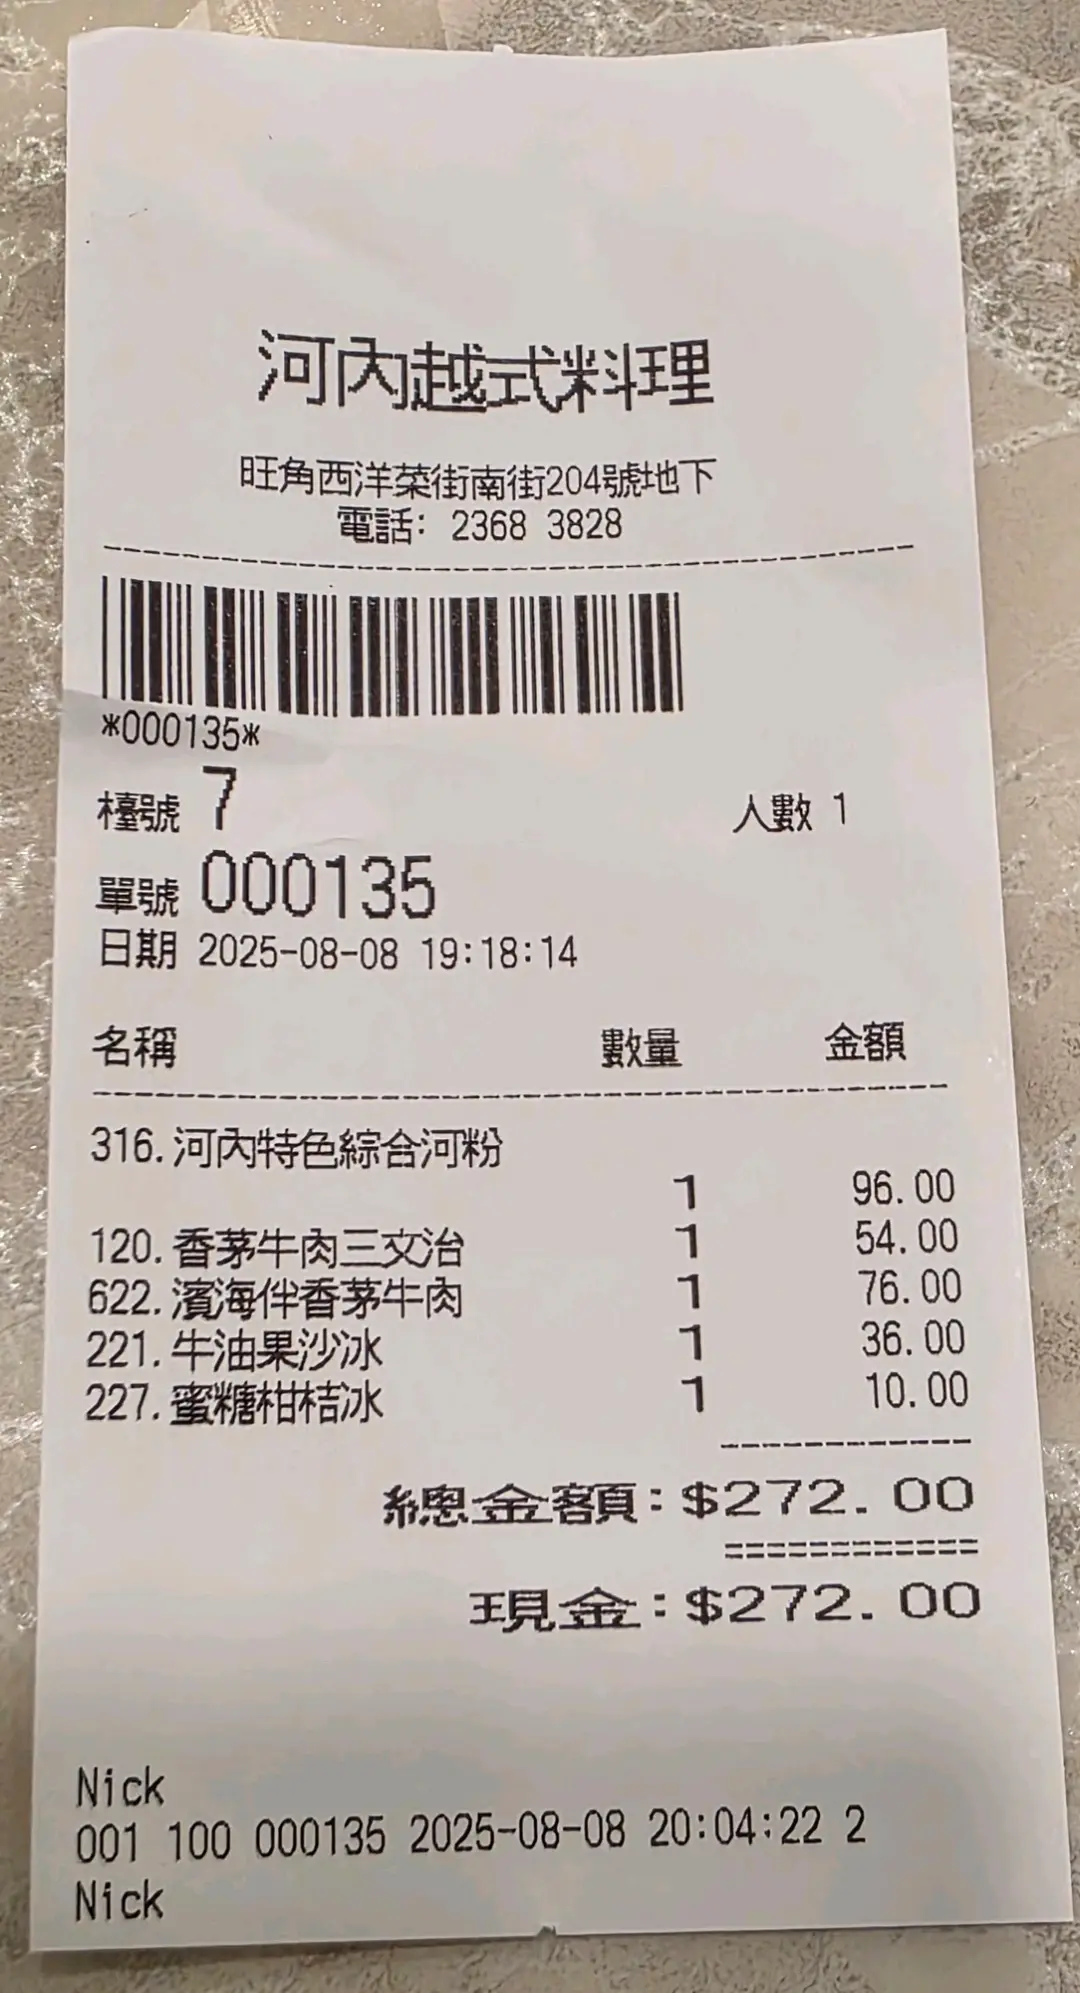 河內越式料理
旺角西洋菜街南街204號地下
電話: 2368 3828
*000135*
檯號 7 人數 1
單號 000135
日期 2025-08-08 19:18:14
名稱 數量 金額
316.河內特色綜合河粉
1 96.00
120.香茅牛肉三文治 1 54.00
622.濱海伴香茅牛肉 1 76.00
221.牛油果沙冰 1 36.00
227.蜜糖柑桔冰 1 10.00
總金額:$272.00
============
現金:$272.00
Nick
001 100 000135 2025-08-08 20:04:22 2
Nick